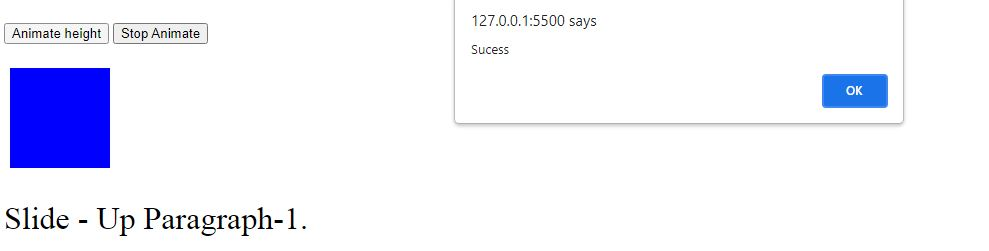 127.0.0.1:5500 says
Animate height Stop Animate
Sucess
OK
Slide - Up Paragraph-1.